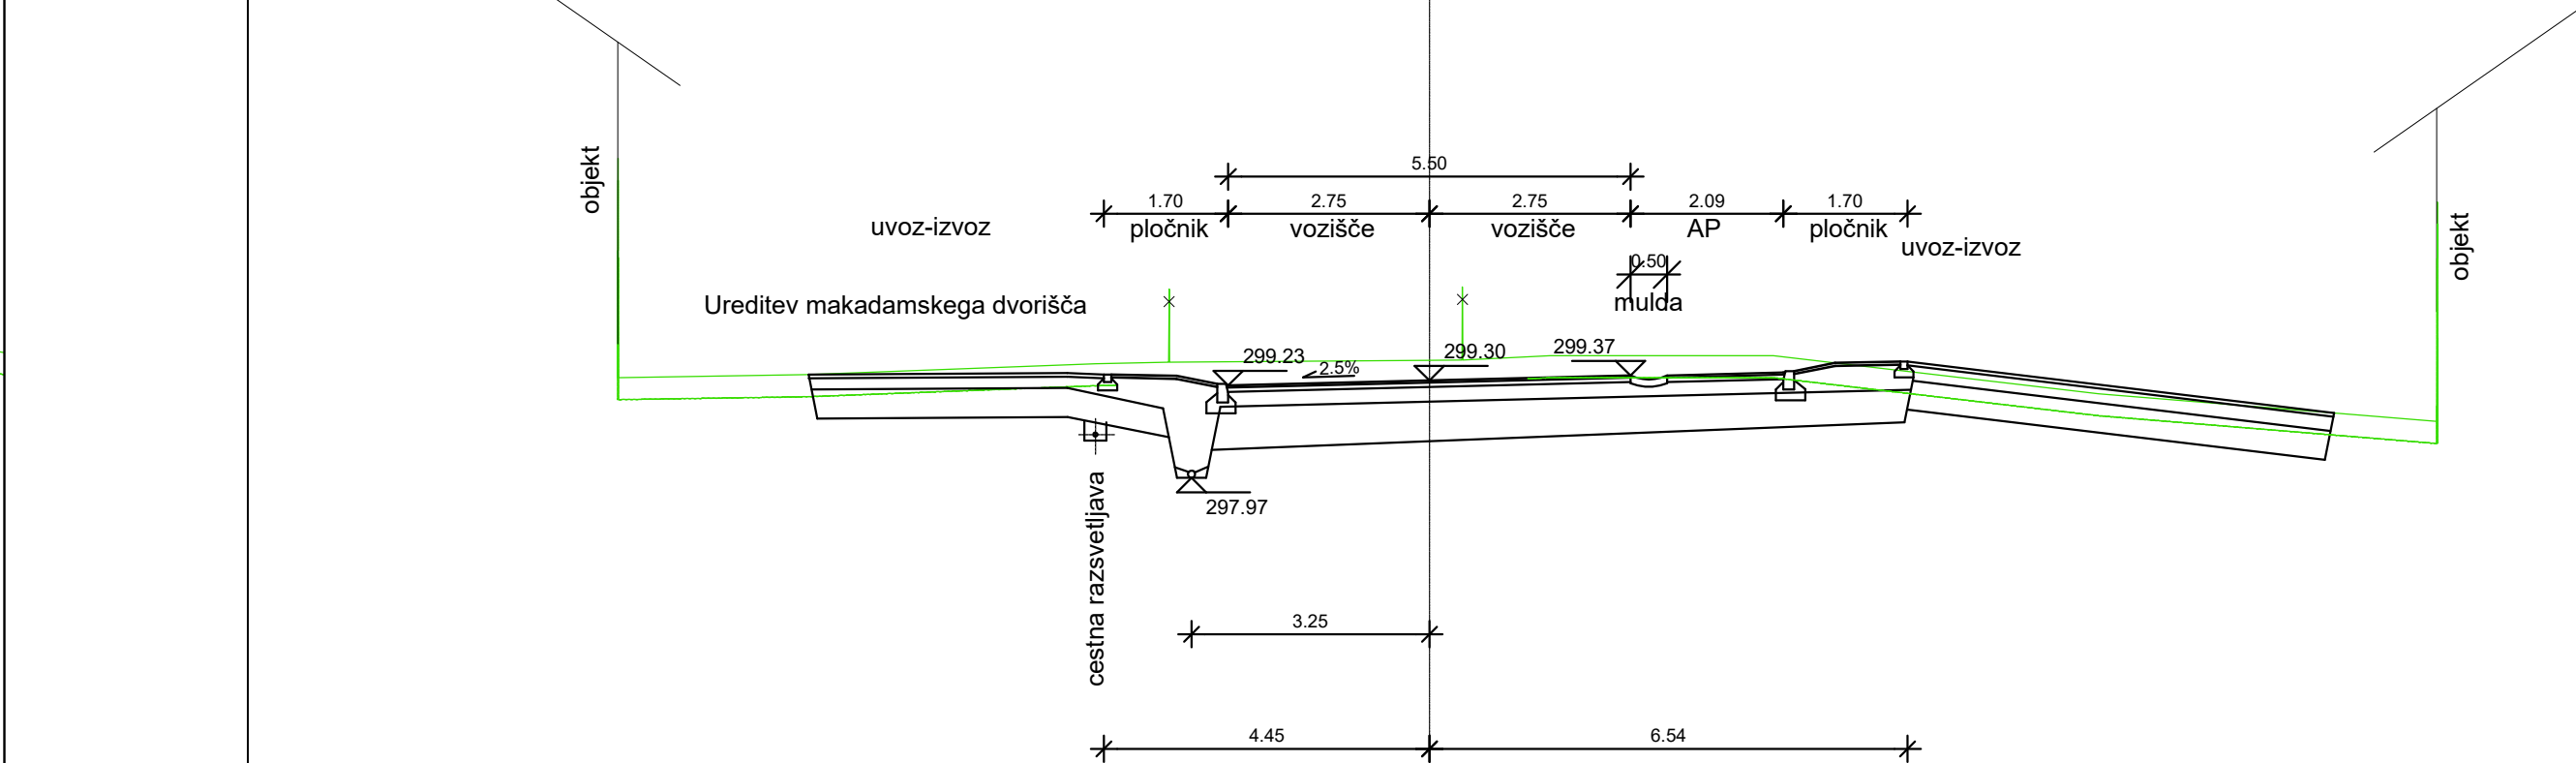 5.50
1.70 2.75 2.75 2.09 1.70
pločnik vozišče vozišče AP pločnik
uvoz-izvoz
uvoz-izvoz
objekt
objekt
0.50
mulda
Ureditev makadamskega dvorišča
299.23
2.5%
299.30
299.37
297.97
cestna razsvetljava
3.25
4.45 6.54